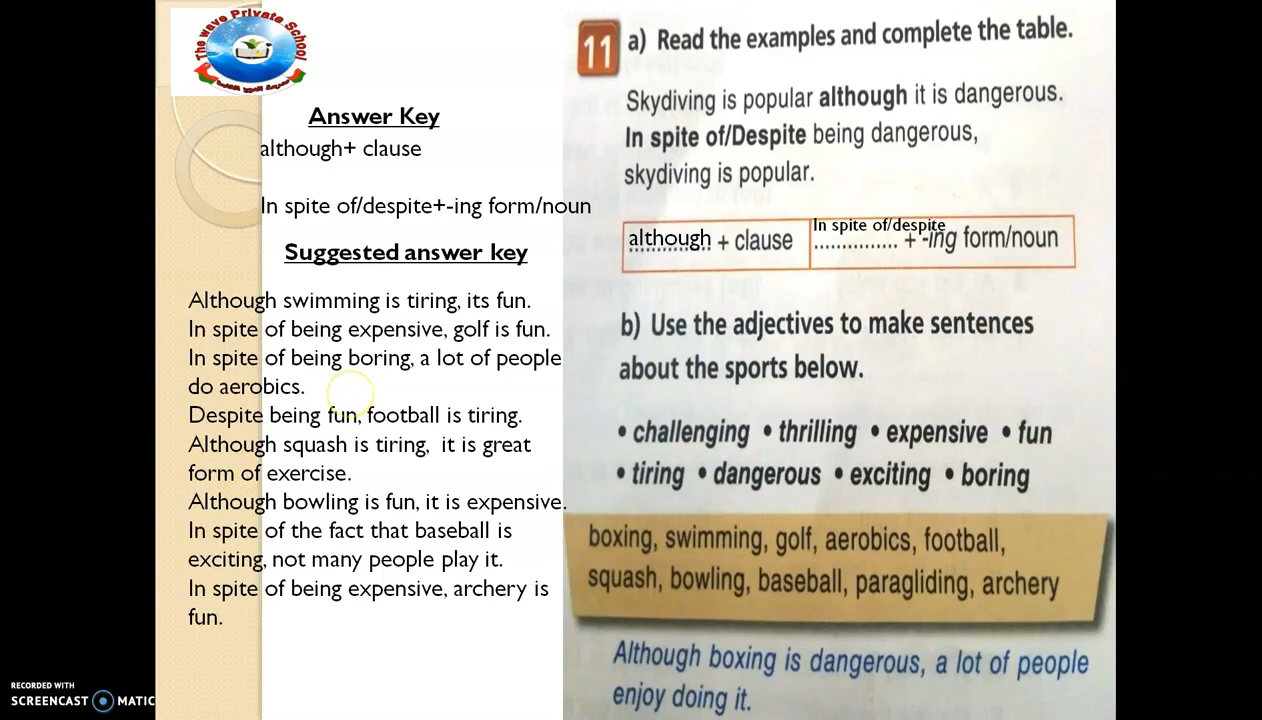 The wave Private School
Answer Key
although+ clause
In spite of/despite+-ing form/noun
Suggested answer key
Although swimming is tiring, its fun.
In spite of being expensive, golf is fun.
In spite of being boring, a lot of people
do aerobics.
Despite being fun, football is tiring.
Although squash is tiring, it is great
form of exercise.
Although bowling is fun, it is expensive.
In spite of the fact that baseball is
exciting, not many people play it.
In spite of being expensive, archery is
fun.
11 a) Read the examples and complete the table.
Skydiving is popular although it is dangerous.
In spite of/Despite being dangerous,
skydiving is popular.
although + clause
In spite of/despite
............... + -ing form/noun
b) Use the adjectives to make sentences
about the sports below.
• challenging • thrilling • expensive • fun
• tiring • dangerous • exciting • boring
boxing, swimming, golf, aerobics, football,
squash, bowling, baseball, paragliding, archery
Although boxing is dangerous, a lot of people
enjoy doing it.
RECORDED WITH
SCREENCAST MATIC